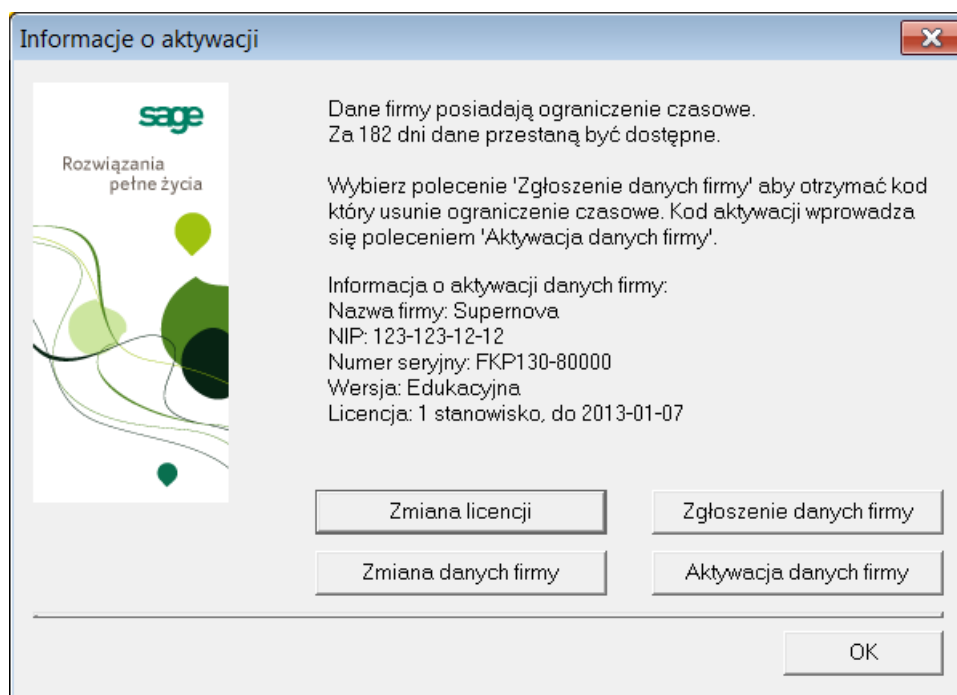 Informacje o aktywacji
sage
Rozwiązania
pełne życia
Dane firmy posiadają ograniczenie czasowe.
Za 182 dni dane przestaną być dostępne.
Wybierz polecenie 'Zgłoszenie danych firmy' aby otrzymać kod
który usunie ograniczenie czasowe. Kod aktywacji wprowadza
się poleceniem 'Aktywacja danych firmy'.
Informacja o aktywacji danych firmy:
Nazwa firmy: Supernova
NIP: 123-123-12-12
Numer seryjny: FKP130-80000
Wersja: Edukacyjna
Licencja: 1 stanowisko, do 2013-01-07
Zmiana licencji
Zgłoszenie danych firmy
Zmiana danych firmy
Aktywacja danych firmy
OK